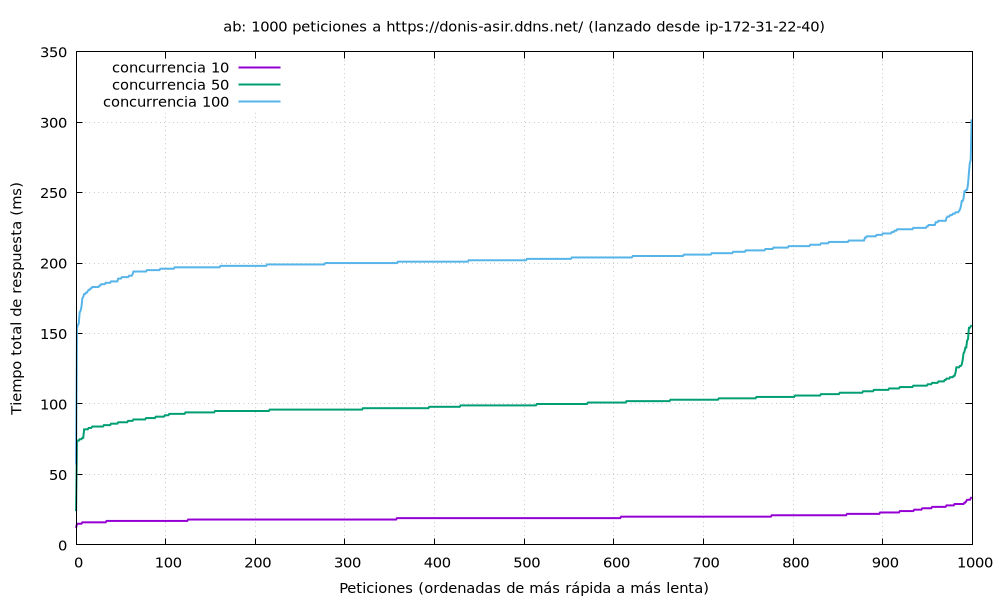 ab: 1000 peticiones a https://donis-asir.ddns.net/ (lanzado desde ip-172-31-22-40)
350
300
250
200
150
100
50
0
concurrencia 10
concurrencia 50
concurrencia 100
Tiempo total de respuesta (ms)
0 100 200 300 400 500 600 700 800 900 1000
Peticiones (ordenadas de más rápida a más lenta)